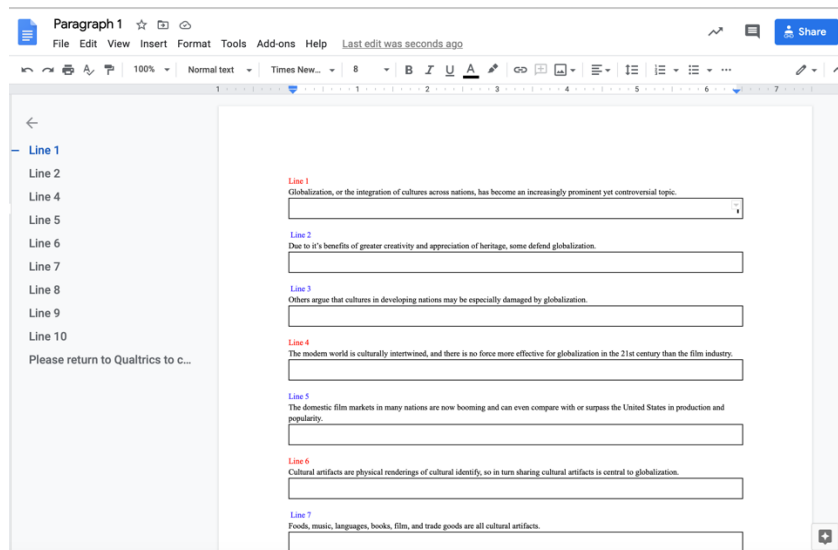 Paragraph 1
File Edit View Insert Format Tools Add-ons Help Last edit was seconds ago
Share
100% Normal text Times New... 8 B I U A
1 1 2 3 4 5 6 7
Line 1
Line 2
Line 4
Line 5
Line 6
Line 7
Line 8
Line 9
Line 10
Please return to Qualtrics to c...
Line 1
Globalization, or the integration of cultures across nations, has become an increasingly prominent yet controversial topic.
Line 2
Due to it's benefits of greater creativity and appreciation of heritage, some defend globalization.
Line 3
Others argue that cultures in developing nations may be especially damaged by globalization.
Line 4
The modern world is culturally intertwined, and there is no force more effective for globalization in the 21st century than the film industry.
Line 5
The domestic film markets in many nations are now booming and can even compare with or surpass the United States in production and
popularity.
Line 6
Cultural artifacts are physical renderings of cultural identify, so in turn sharing cultural artifacts is central to globalization.
Line 7
Foods, music, languages, books, film, and trade goods are all cultural artifacts.